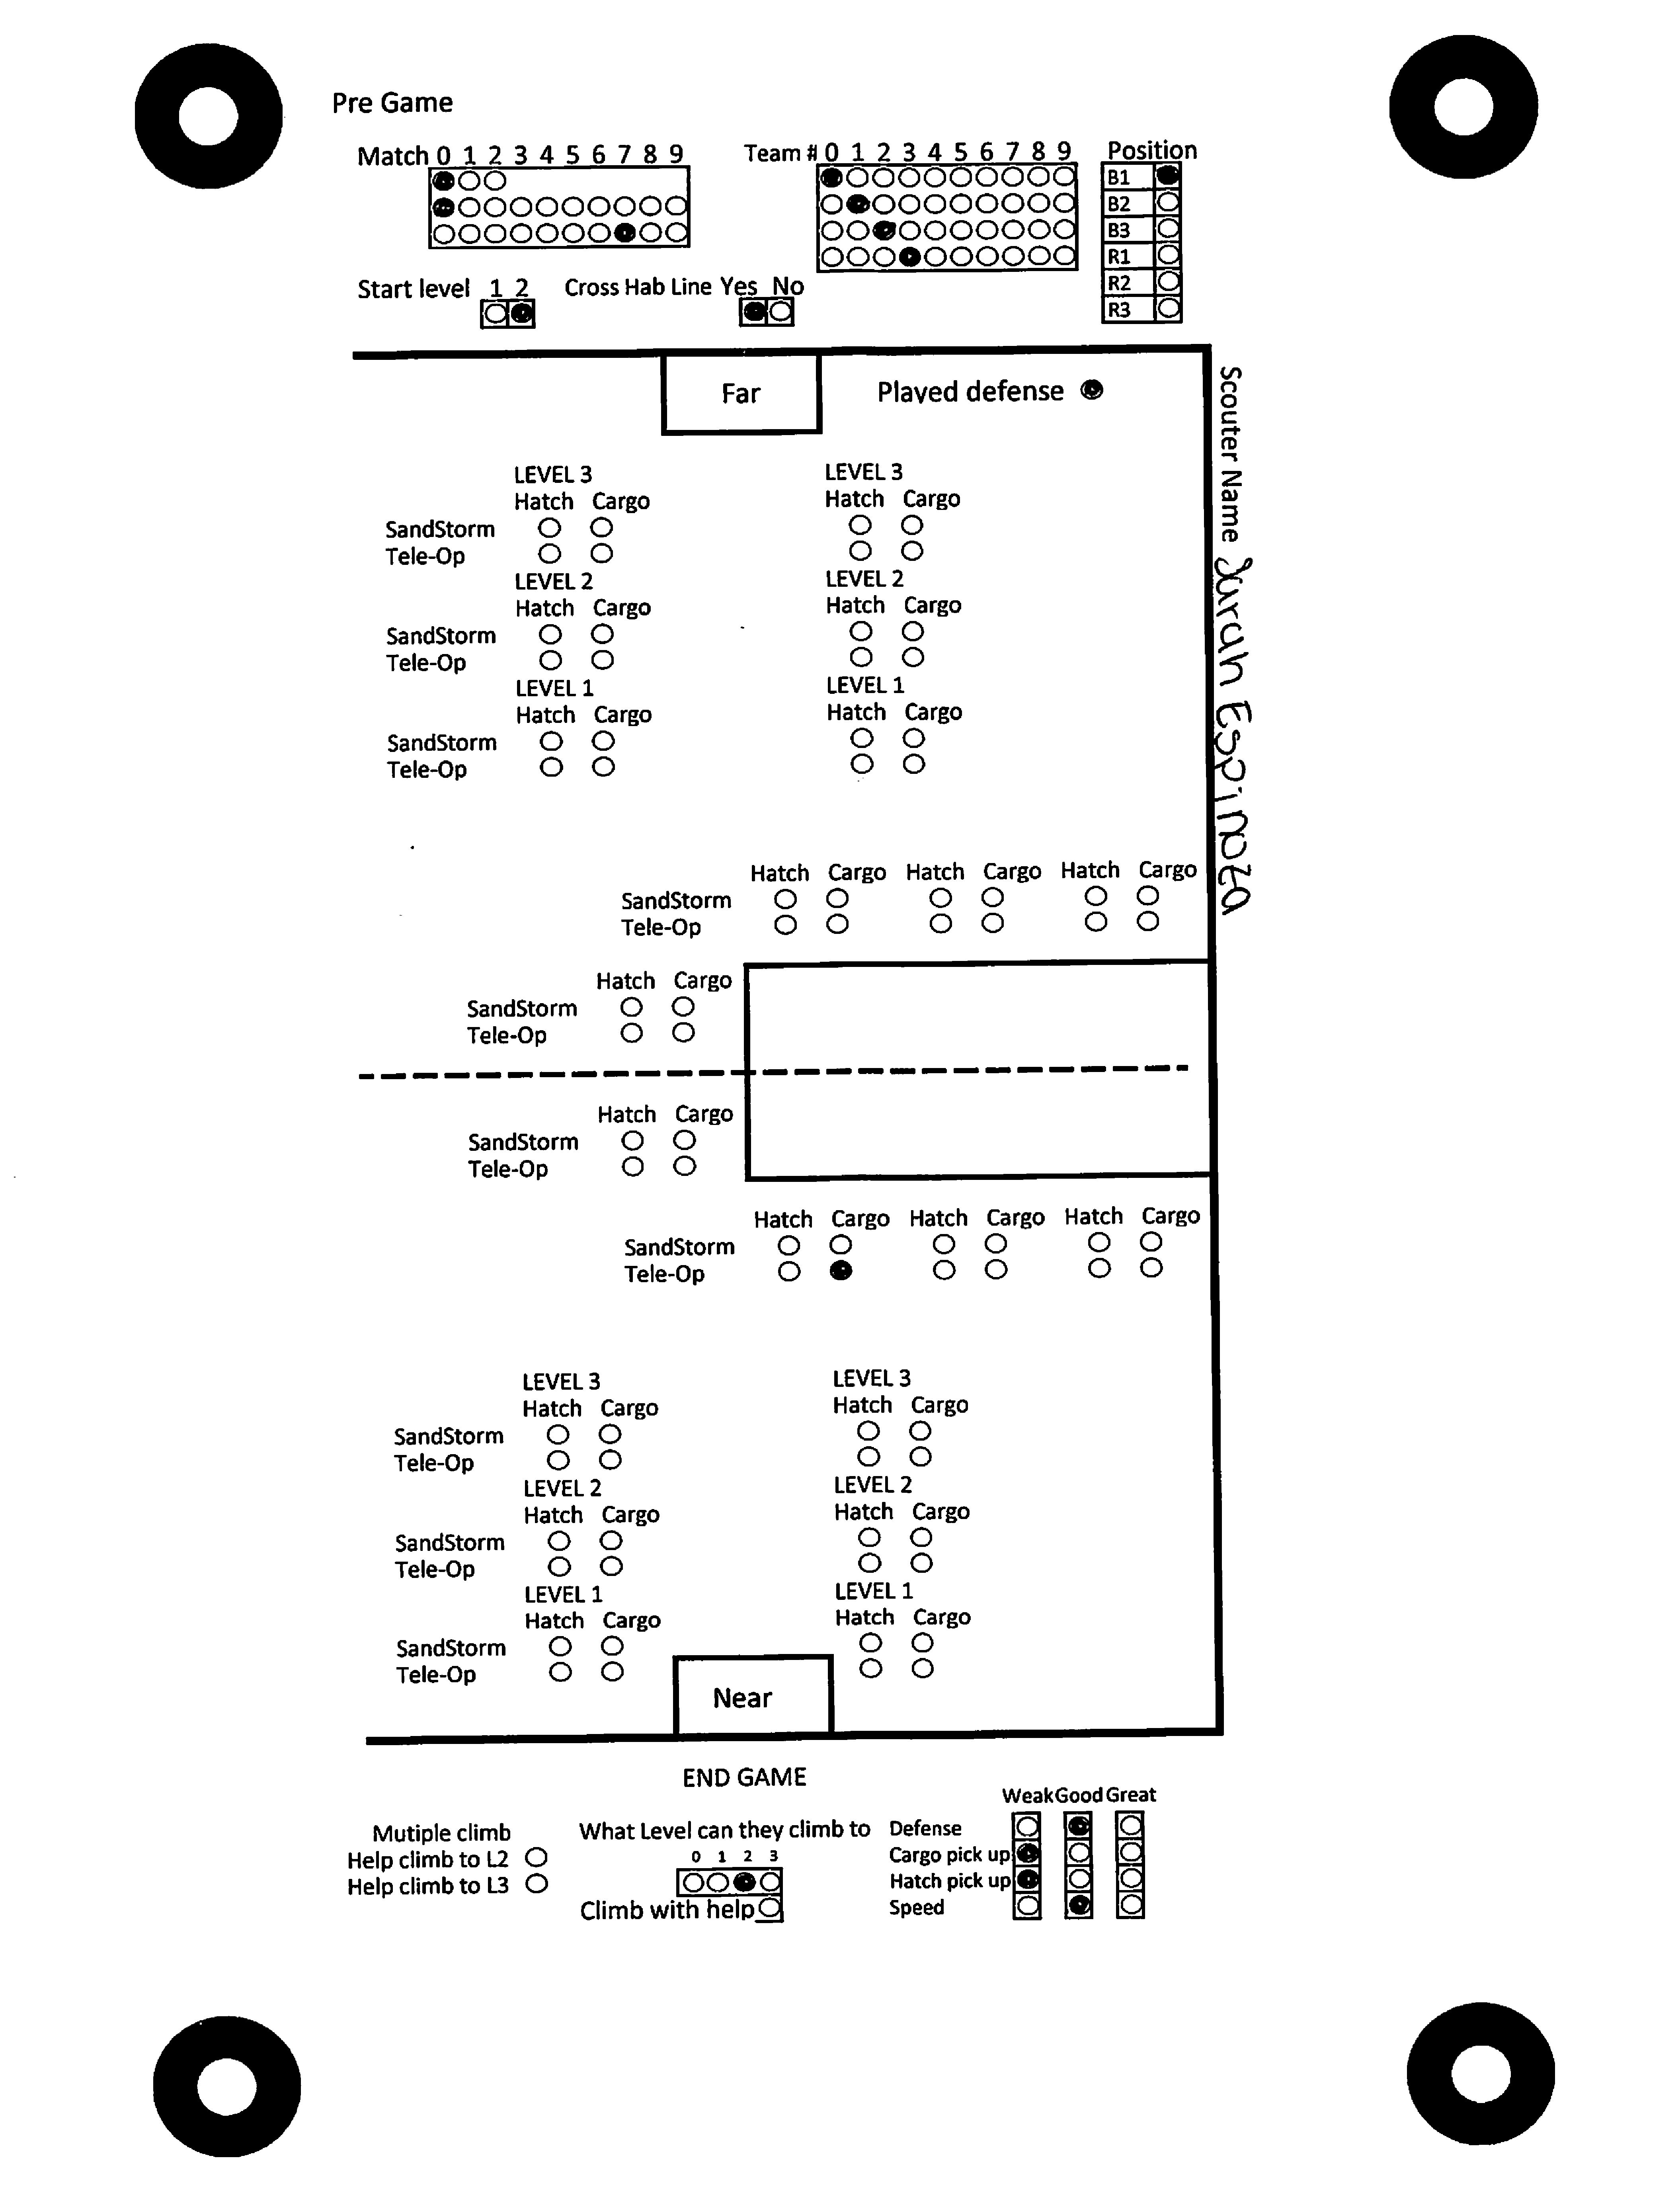 Pre Game
Match 0 1 2 3 4 5 6 7 8 9
Team # 0 1 2 3 4 5 6 7 8 9
Position
B1
B2
B3
R1
R2
R3
Start level 1 2
Cross Hab Line Yes No
Far
Played defense
Scouter Name
Espinoza
LEVEL 3 LEVEL 3
Hatch Cargo Hatch Cargo
SandStorm
Tele-Op
LEVEL 2 LEVEL 2
Hatch Cargo Hatch Cargo
SandStorm
Tele-Op
LEVEL 1 LEVEL 1
Hatch Cargo Hatch Cargo
SandStorm
Tele-Op
Hatch Cargo Hatch Cargo Hatch Cargo
SandStorm
Tele-Op
Hatch Cargo
SandStorm
Tele-Op
Hatch Cargo
SandStorm
Tele-Op
Hatch Cargo Hatch Cargo Hatch Cargo
SandStorm
Tele-Op
LEVEL 3 LEVEL 3
Hatch Cargo Hatch Cargo
SandStorm
Tele-Op
LEVEL 2 LEVEL 2
Hatch Cargo Hatch Cargo
SandStorm
Tele-Op
LEVEL 1 LEVEL 1
Hatch Cargo Hatch Cargo
SandStorm
Tele-Op
Near
END GAME
Mutiple climb
Help climb to L2
Help climb to L3
What Level can they climb to
0 1 2 3
Climb with help
Weak Good Great
Defense
Cargo pick up
Hatch pick up
Speed